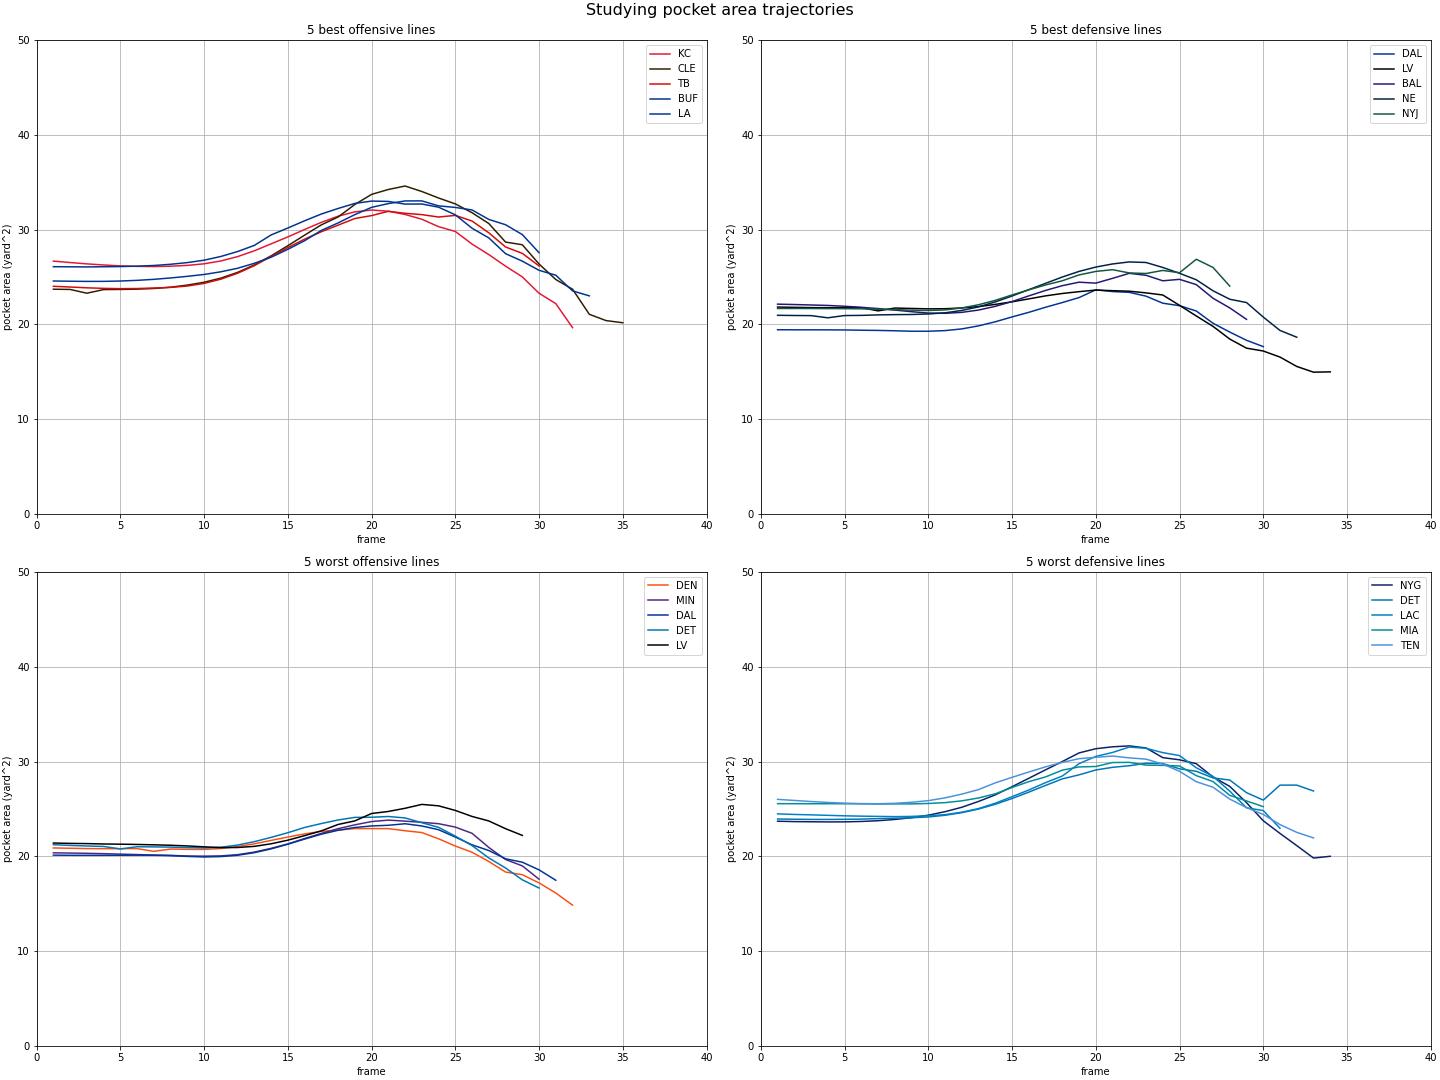 Studying pocket area trajectories
5 best offensive lines
50
40
30
20
10
0
pocket area (yard^2)
KC
CLE
TB
BUF
LA
0 5 10 15 20 25 30 35 40
frame
5 best defensive lines
50
40
30
20
10
0
pocket area (yard^2)
DAL
LV
BAL
NE
NYJ
0 5 10 15 20 25 30 35 40
frame
5 worst offensive lines
50
40
30
20
10
0
pocket area (yard^2)
DEN
MIN
DAL
DET
LV
0 5 10 15 20 25 30 35 40
frame
5 worst defensive lines
50
40
30
20
10
0
pocket area (yard^2)
NYG
DET
LAC
MIA
TEN
0 5 10 15 20 25 30 35 40
frame